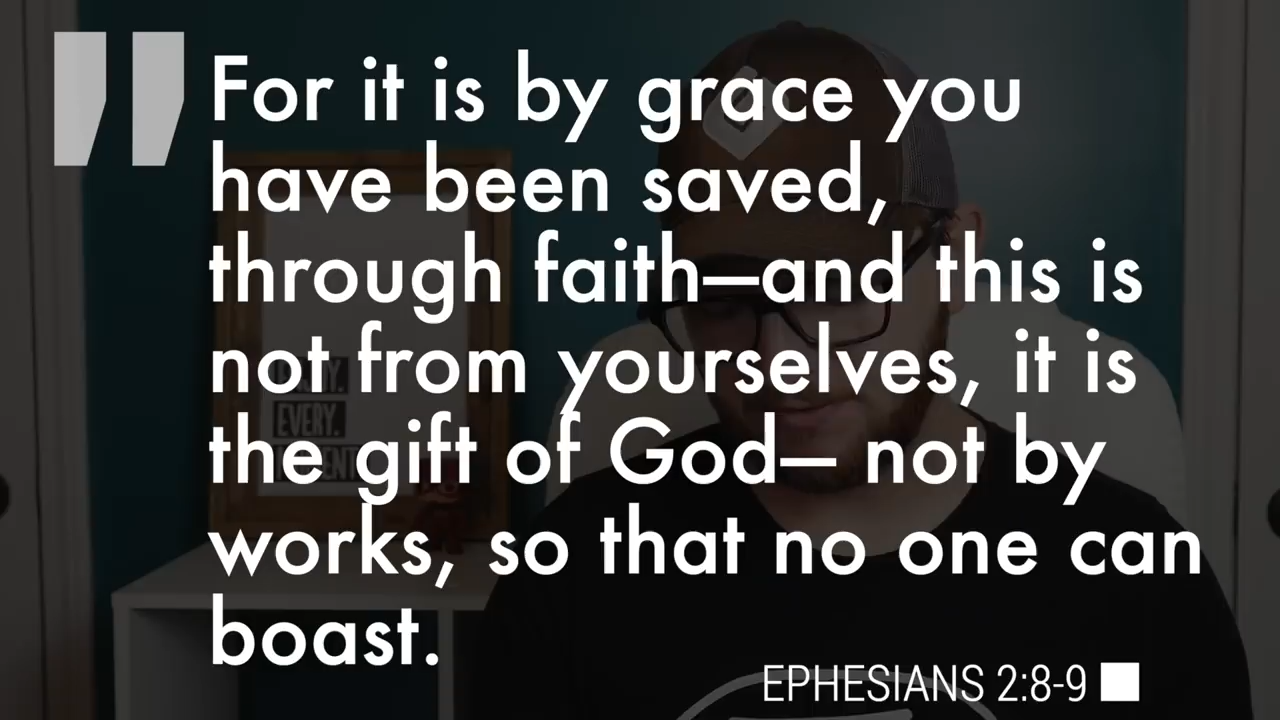 For it is by grace you
have been saved,
through faith—and this is
not from yourselves, it is
the gift of God— not by
works, so that no one can
boast.
EPHESIANS 2:8-9
EVERY.